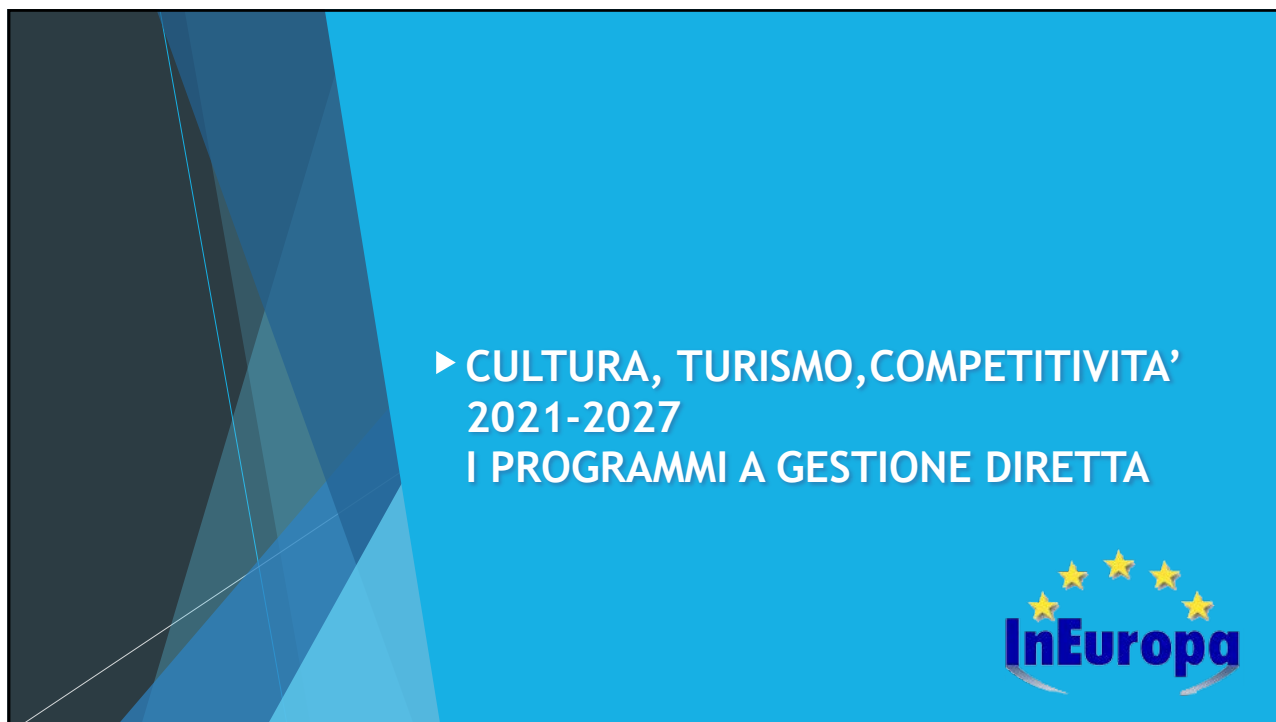 CULTURA, TURISMO,COMPETITIVITA’
2021-2027
I PROGRAMMI A GESTIONE DIRETTA
InEuropa